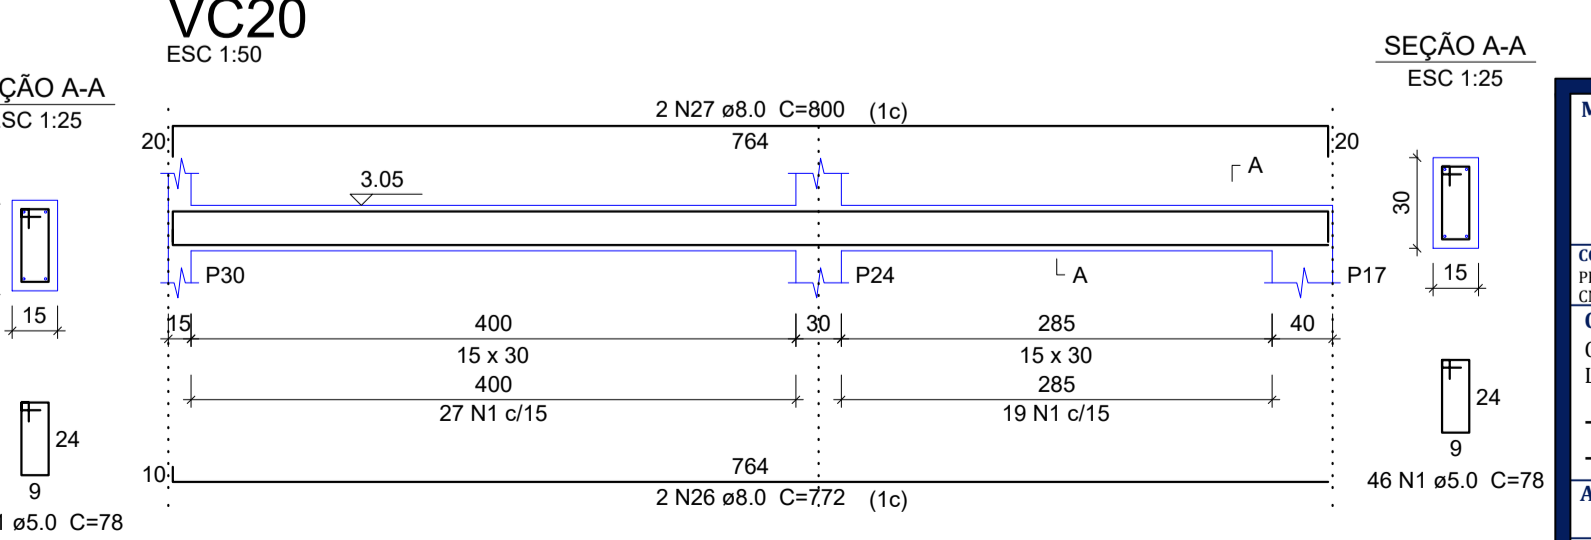 VC20
ESC 1:50
SEÇÃO A-A
ESC 1:25
ÇÃO A-A
SC 1:25
2 N27 ø8.0 C=800 (1c)
20
764
20
A
3.05
30
15
15
P30
P24
A
P17
15
400
30
285
40
15 x 30
15 x 30
400
285
27 N1 c/15
19 N1 c/15
24
9
ø5.0 C=78
24
9
46 N1 ø5.0 C=78
10
764
2 N26 ø8.0 C=772 (1c)